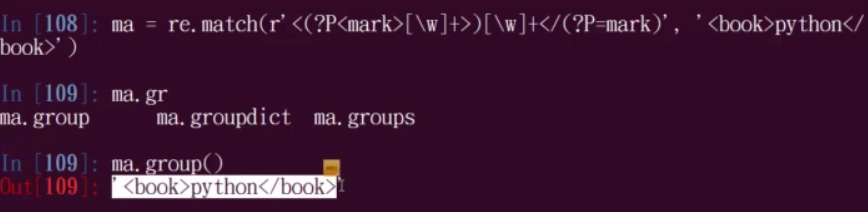 In [108]: ma = re.match(r'<(?P<mark>[\w]+>)[\w]+</(?P=mark)', '<book>python</
book>')
In [109]: ma.gr
ma.group ma.groupdict ma.groups
In [109]: ma.group()
Out[109]: '<book>python</book>'